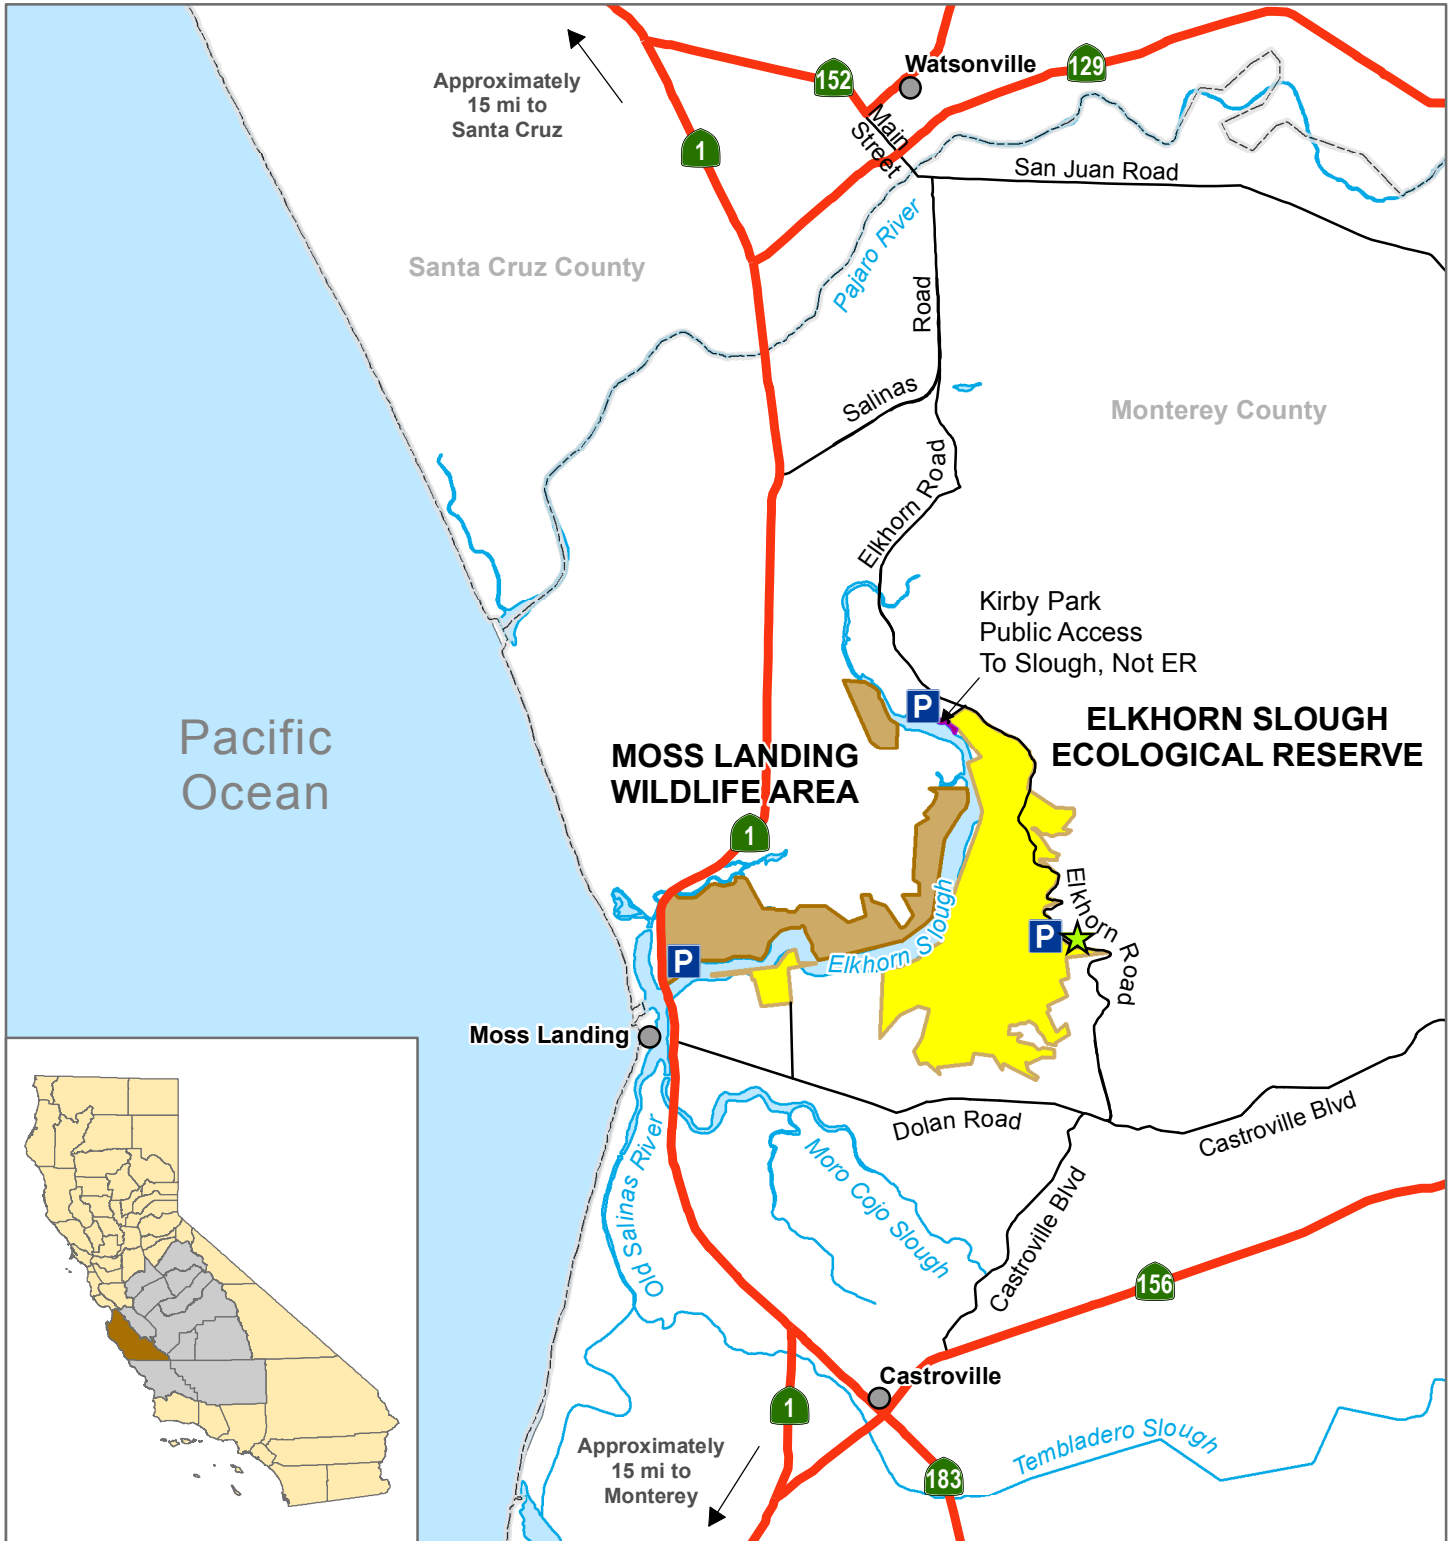 Approximately
15 mi to
Santa Cruz
152
Watsonville
129
Main
Street
1
San Juan Road
Santa Cruz County
Pajaro River
Salinas Road
Monterey County
Elkhorn Road
Kirby Park
Public Access
To Slough, Not ER
P
ELKHORN SLOUGH
ECOLOGICAL RESERVE
Pacific
Ocean
MOSS LANDING
WILDLIFE AREA
1
Elkhorn Slough
Elkhorn Road
P
P
Moss Landing
Dolan Road
Castroville Blvd
Old Salinas River
Moro Cojo Slough
Castroville Blvd
156
Castroville
1
Approximately
15 mi to
Monterey
183
Tembladero Slough